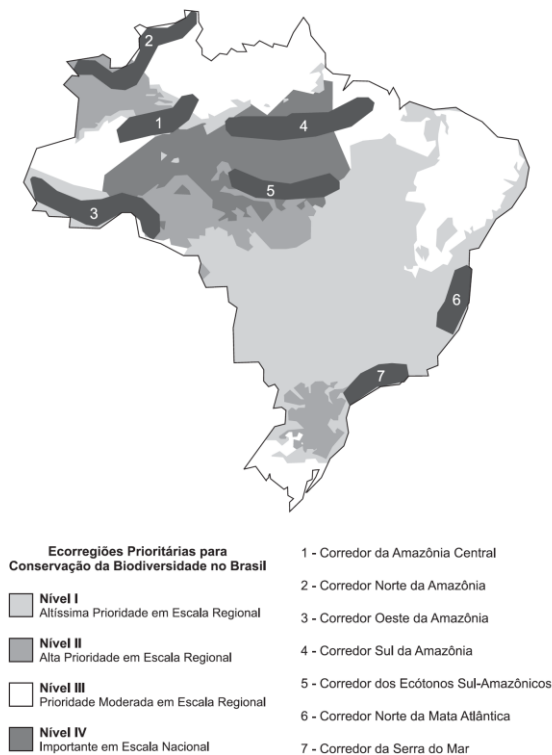 2
1
4
5
3
6
7
Ecorregiões Prioritárias para
Conservação da Biodiversidade no Brasil
Nível I
Altíssima Prioridade em Escala Regional
Nível II
Alta Prioridade em Escala Regional
Nível III
Prioridade Moderada em Escala Regional
Nível IV
Importante em Escala Nacional
1 - Corredor da Amazônia Central
2 - Corredor Norte da Amazônia
3 - Corredor Oeste da Amazônia
4 - Corredor Sul da Amazônia
5 - Corredor dos Ecótonos Sul-Amazônicos
6 - Corredor Norte da Mata Atlântica
7 - Corredor da Serra do Mar